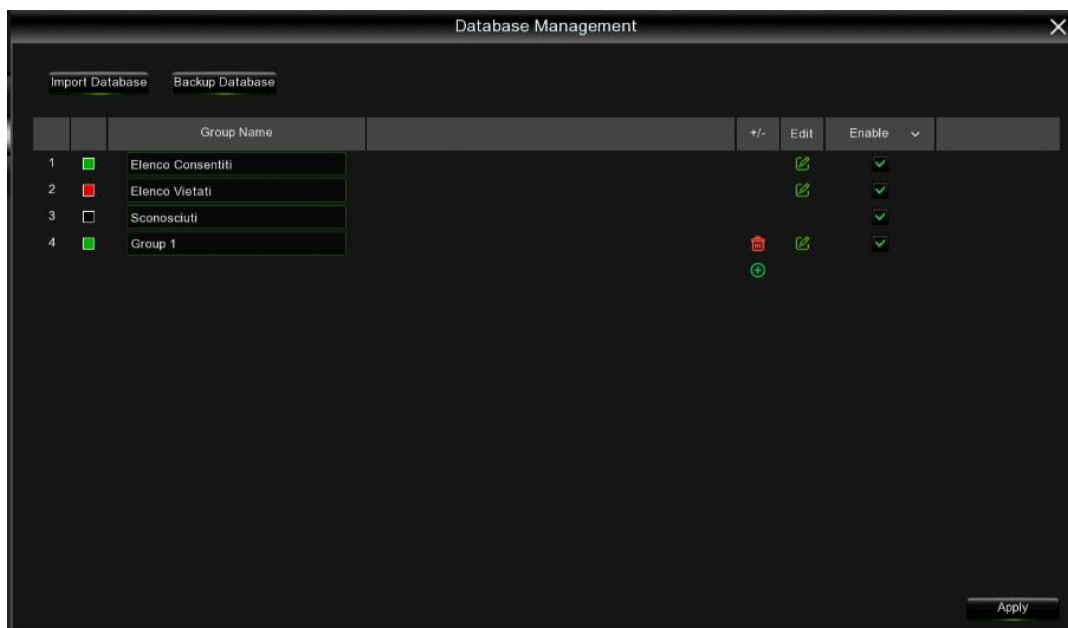 Database Management
Import Database Backup Database
Group Name +/- Edit Enable
1 Elenco Consentiti
2 Elenco Vietati
3 Sconosciuti
4 Group 1
Apply